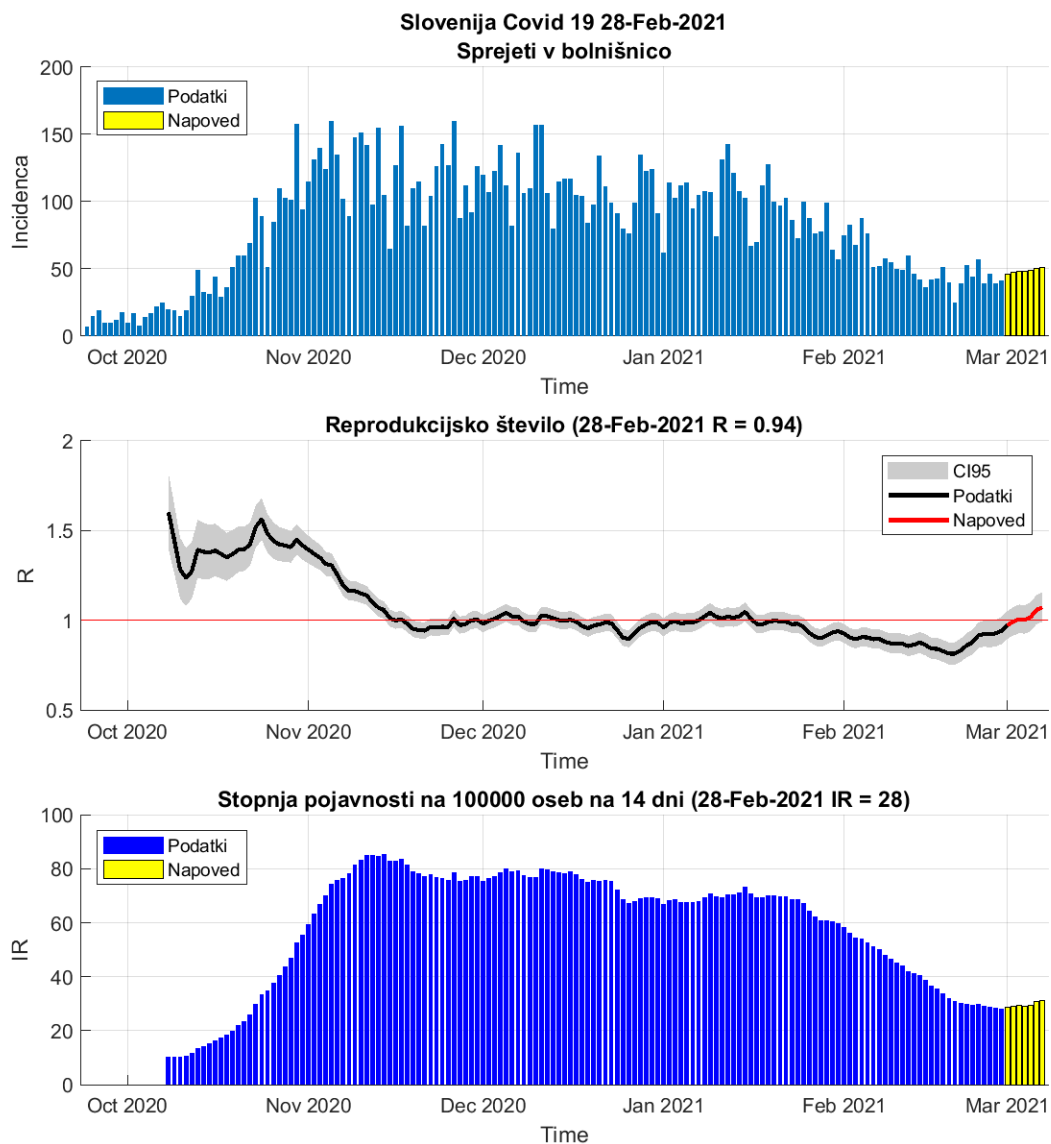 Slovenija Covid 19 28-Feb-2021
Sprejeti v bolnišnico
200
150
100
50
0
Incidenca
Podatki
Napoved
Oct 2020
Nov 2020
Dec 2020
Jan 2021
Feb 2021
Mar 2021
Time
Reprodukcijsko število (28-Feb-2021 R = 0.94)
2
1.5
1
0.5
R
CI95
Podatki
Napoved
Oct 2020
Nov 2020
Dec 2020
Jan 2021
Feb 2021
Mar 2021
Time
Stopnja pojavnosti na 100000 oseb na 14 dni (28-Feb-2021 IR = 28)
100
80
60
40
20
0
IR
Podatki
Napoved
Oct 2020
Nov 2020
Dec 2020
Jan 2021
Feb 2021
Mar 2021
Time